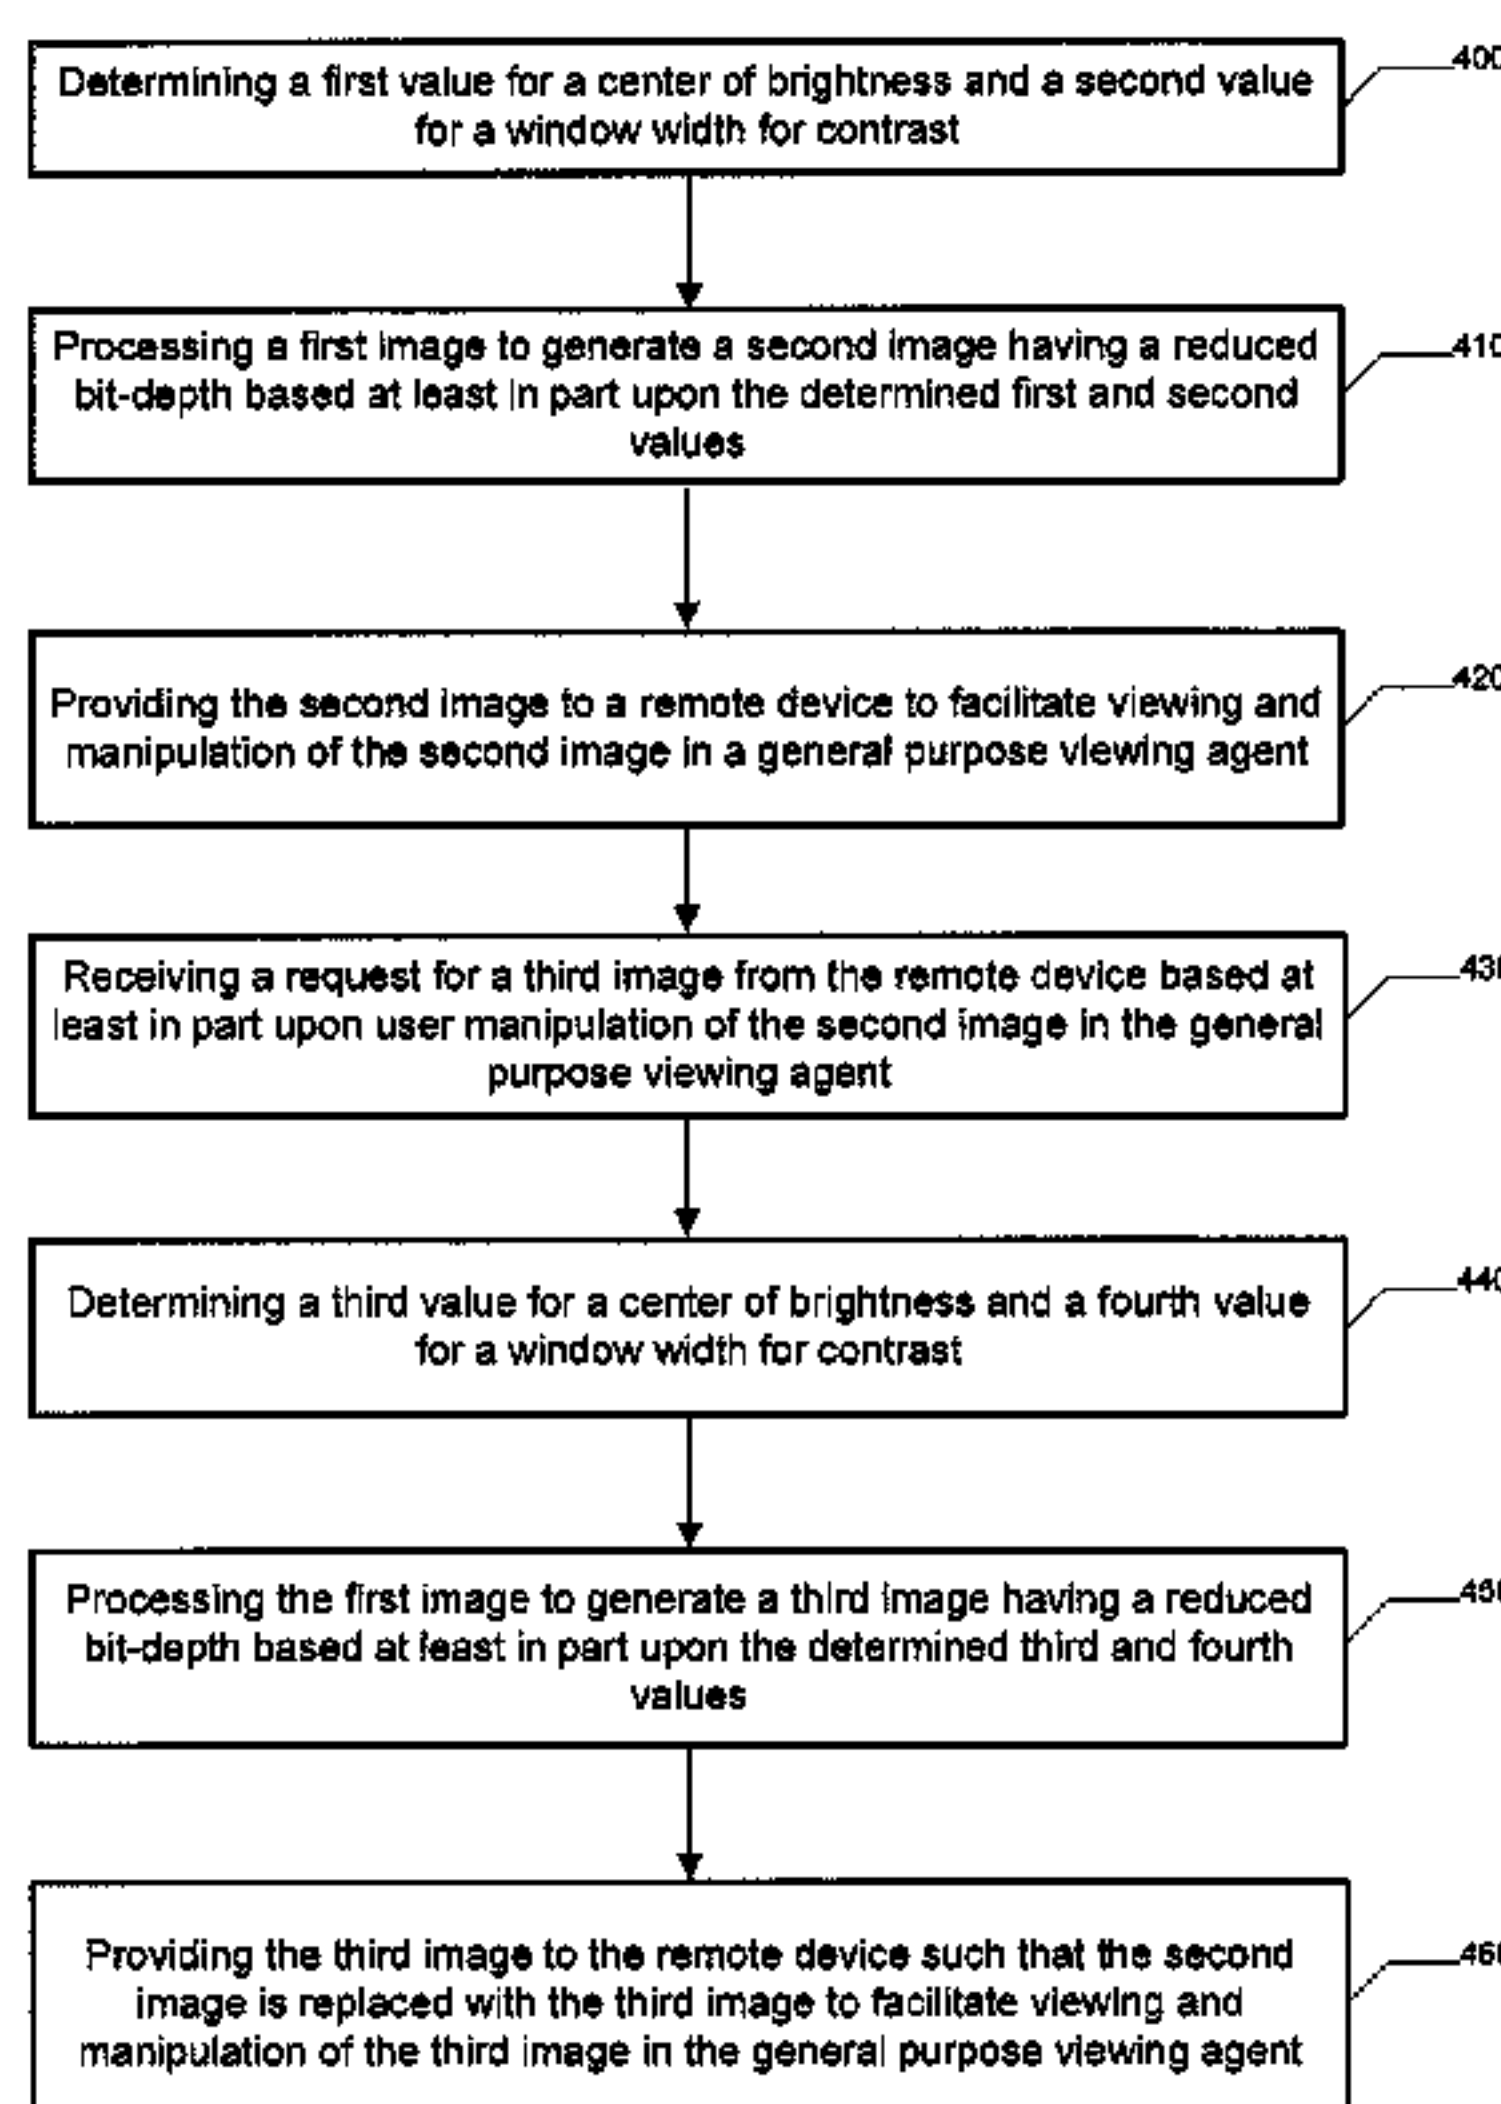 Determining a first value for a center of brightness and a second value
for a window width for contrast
400
Processing a first image to generate a second image having a reduced
bit-depth based at least in part upon the determined first and second
values
410
Providing the second image to a remote device to facilitate viewing and
manipulation of the second image in a general purpose viewing agent
420
Receiving a request for a third image from the remote device based at
least in part upon user manipulation of the second image in the general
purpose viewing agent
430
Determining a third value for a center of brightness and a fourth value
for a window width for contrast
440
Processing the first image to generate a third image having a reduced
bit-depth based at least in part upon the determined third and fourth
values
450
Providing the third image to the remote device such that the second
image is replaced with the third image to facilitate viewing and
manipulation of the third image in the general purpose viewing agent
460